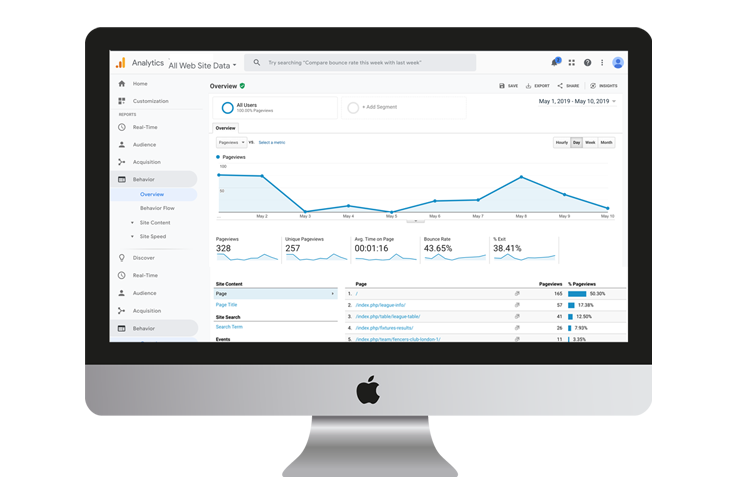 Analytics
All Web Site Data
Try searching "Compare bounce rate this week with last week"
Home
Customization
REPORTS
Real-Time
Audience
Acquisition
Behavior
Overview
Behavior Flow
Site Content
Site Speed
Discover
Real-Time
Audience
Acquisition
Behavior
Overview
SAVE
EXPORT
SHARE
INSIGHTS
All Users
100.00% Pageviews
+ Add Segment
May 1, 2019 - May 10, 2019
Overview
Pageviews VS. Select a metric
Hourly Day Week Month
Pageviews
100
50
May 2 May 3 May 4 May 5 May 6 May 7 May 8 May 9 May 10
Pageviews
328
Unique Pageviews
257
Avg. Time on Page
00:01:16
Bounce Rate
43.65%
% Exit
38.41%
Site Content
Page
Page Title
Site Search
Search Term
Events
Page Pageviews % Pageviews
1. / 165 50.30%
2. /index.php/league-info/ 57 17.38%
3. /index.php/table/league-table/ 41 12.50%
4. /index.php/fixtures-results/ 26 7.93%
5. /index.php/team/fencers-club-london-1/ 11 3.35%